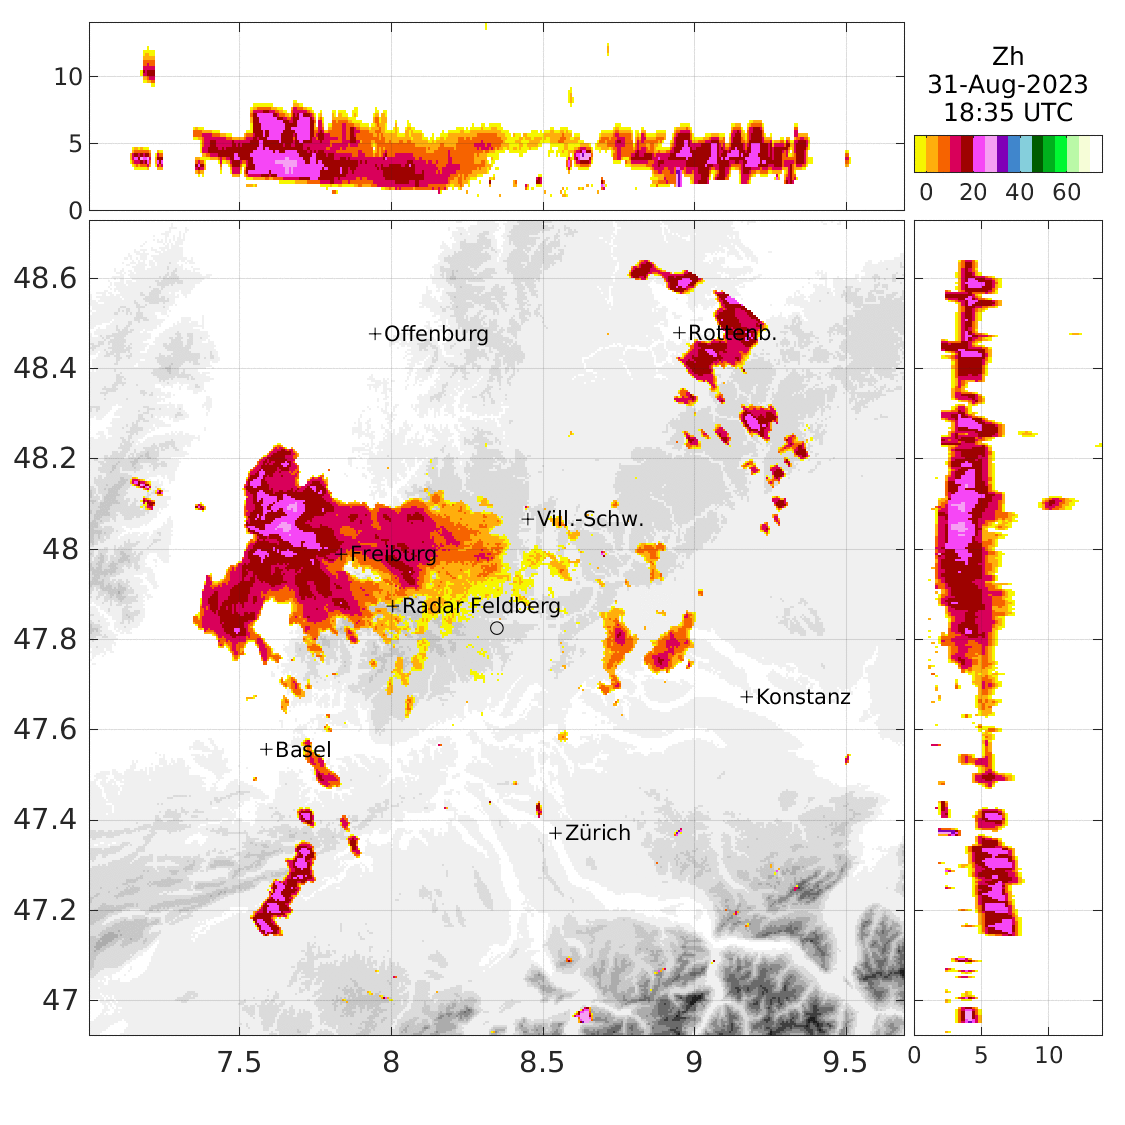 10
5
0
Zh
31-Aug-2023
18:35 UTC
0 20 40 60
48.6
48.4
48.2
48
47.8
47.6
47.4
47.2
47
+Offenburg
+Rottenb.
+Vill.-Schw.
+Freiburg
+Radar Feldberg
+Konstanz
+Basel
+Zürich
7.5 8 8.5 9 9.5
0 5 10